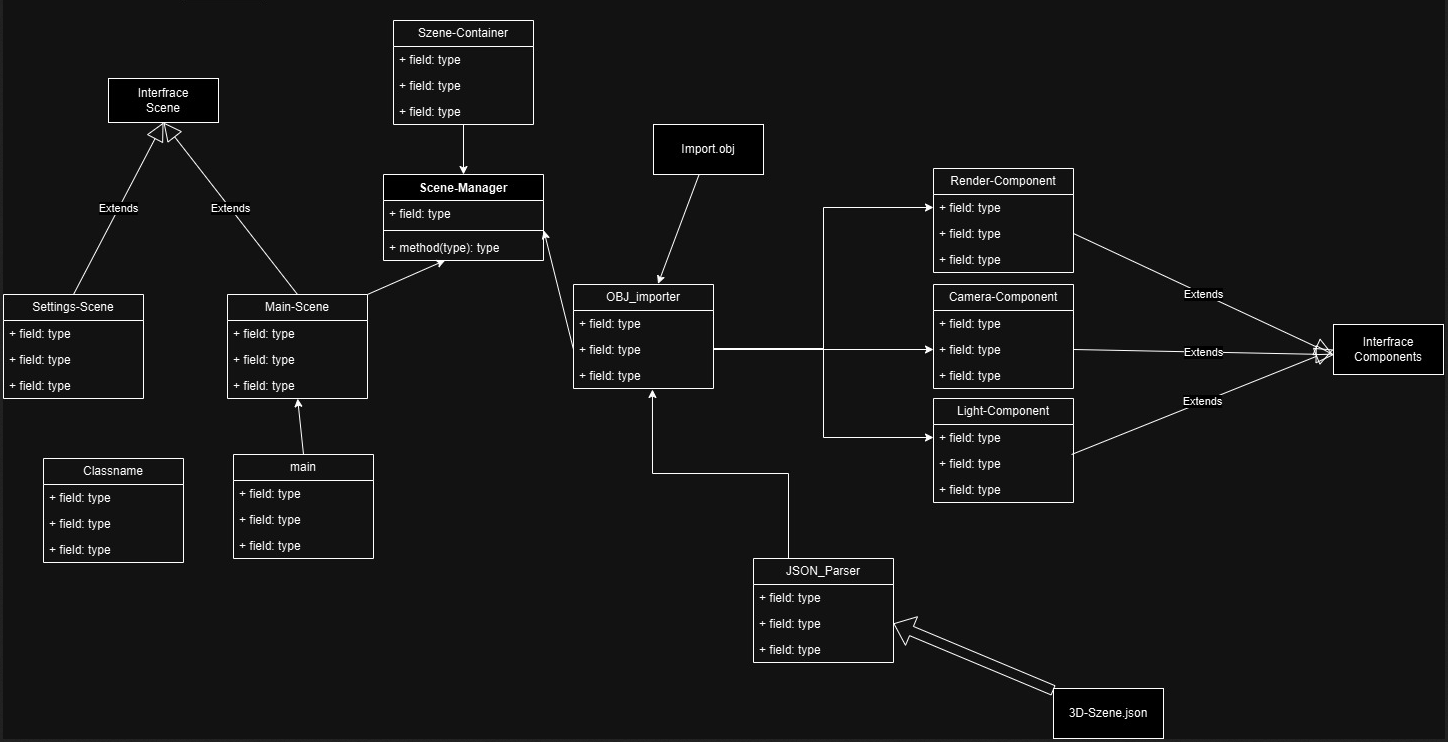 Szene-Container
+ field: type
+ field: type
+ field: type
Interfrace
Scene
Import.obj
Scene-Manager
+ field: type
+ method(type): type
Render-Component
+ field: type
+ field: type
+ field: type
Extends
Extends
Settings-Scene
+ field: type
+ field: type
+ field: type
Main-Scene
+ field: type
+ field: type
+ field: type
OBJ_importer
+ field: type
+ field: type
+ field: type
Camera-Component
+ field: type
+ field: type
+ field: type
Extends
Extends
Extends
Interfrace
Components
Light-Component
+ field: type
+ field: type
+ field: type
Classname
+ field: type
+ field: type
+ field: type
main
+ field: type
+ field: type
+ field: type
JSON_Parser
+ field: type
+ field: type
+ field: type
3D-Szene.json